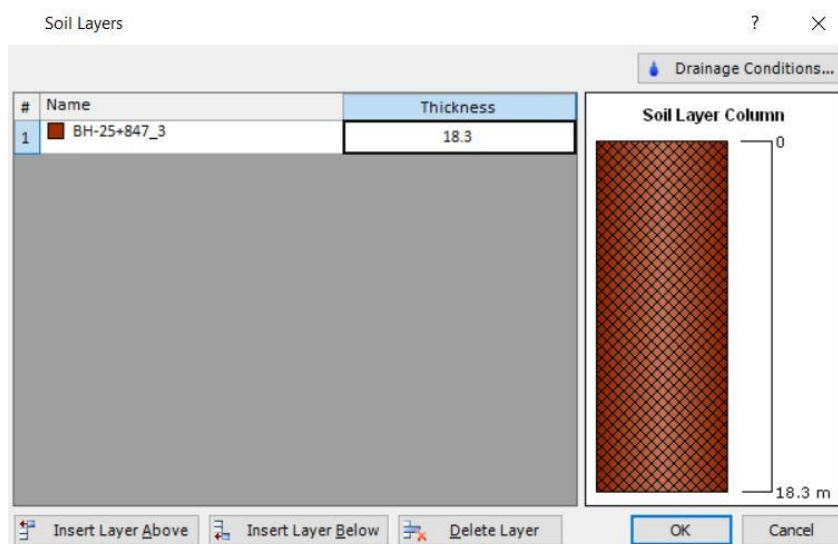 Soil Layers ? ×
Drainage Conditions...
# Name Thickness
1 BH-25+847_3 18.3
Insert Layer Above Insert Layer Below Delete Layer
Soil Layer Column
0
18.3 m
OK Cancel